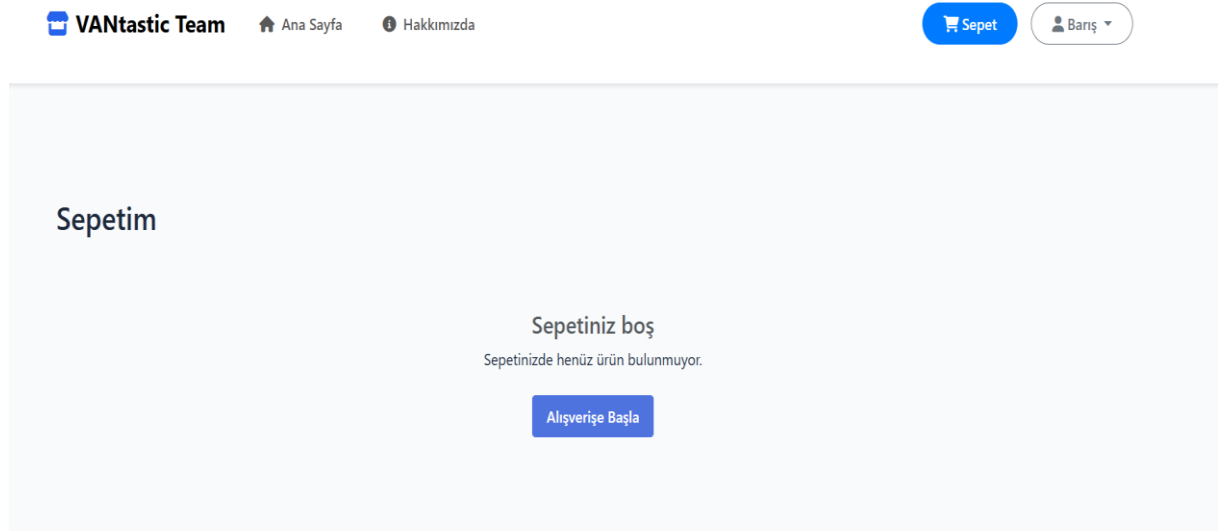 VANtastic Team Ana Sayfa Hakkımızda Sepet Barış
Sepetim
Sepetiniz boş
Sepetinizde henüz ürün bulunmuyor.
Alışverişe Başla